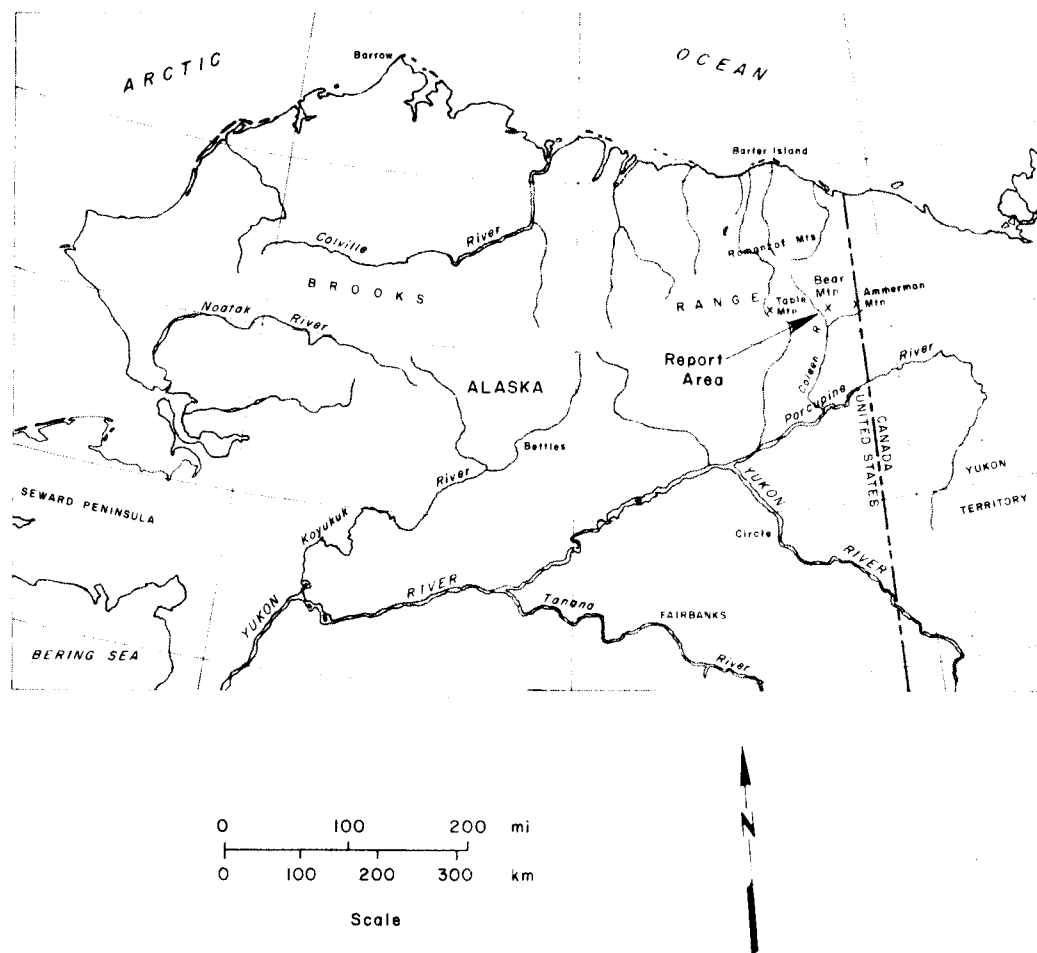 ARCTIC
OCEAN
Barrow
Barter Island
Colville
River
Romanzof Mts
BROOKS
RANGE
Bear
Mtn
Ammerman
Mtn
Table
Mtn
Noatak
River
Report
Area
Coleen R
River
Porcupine
ALASKA
Bettles
River
Koyukuk
YUKON
CANADA
UNITED STATES
YUKON
TERRITORY
SEWARD PENINSULA
Circle
RIVER
RIVER
YUKON
Tanana
FAIRBANKS
River
BERING SEA
N
0 100 200 mi
0 100 200 300 km
Scale